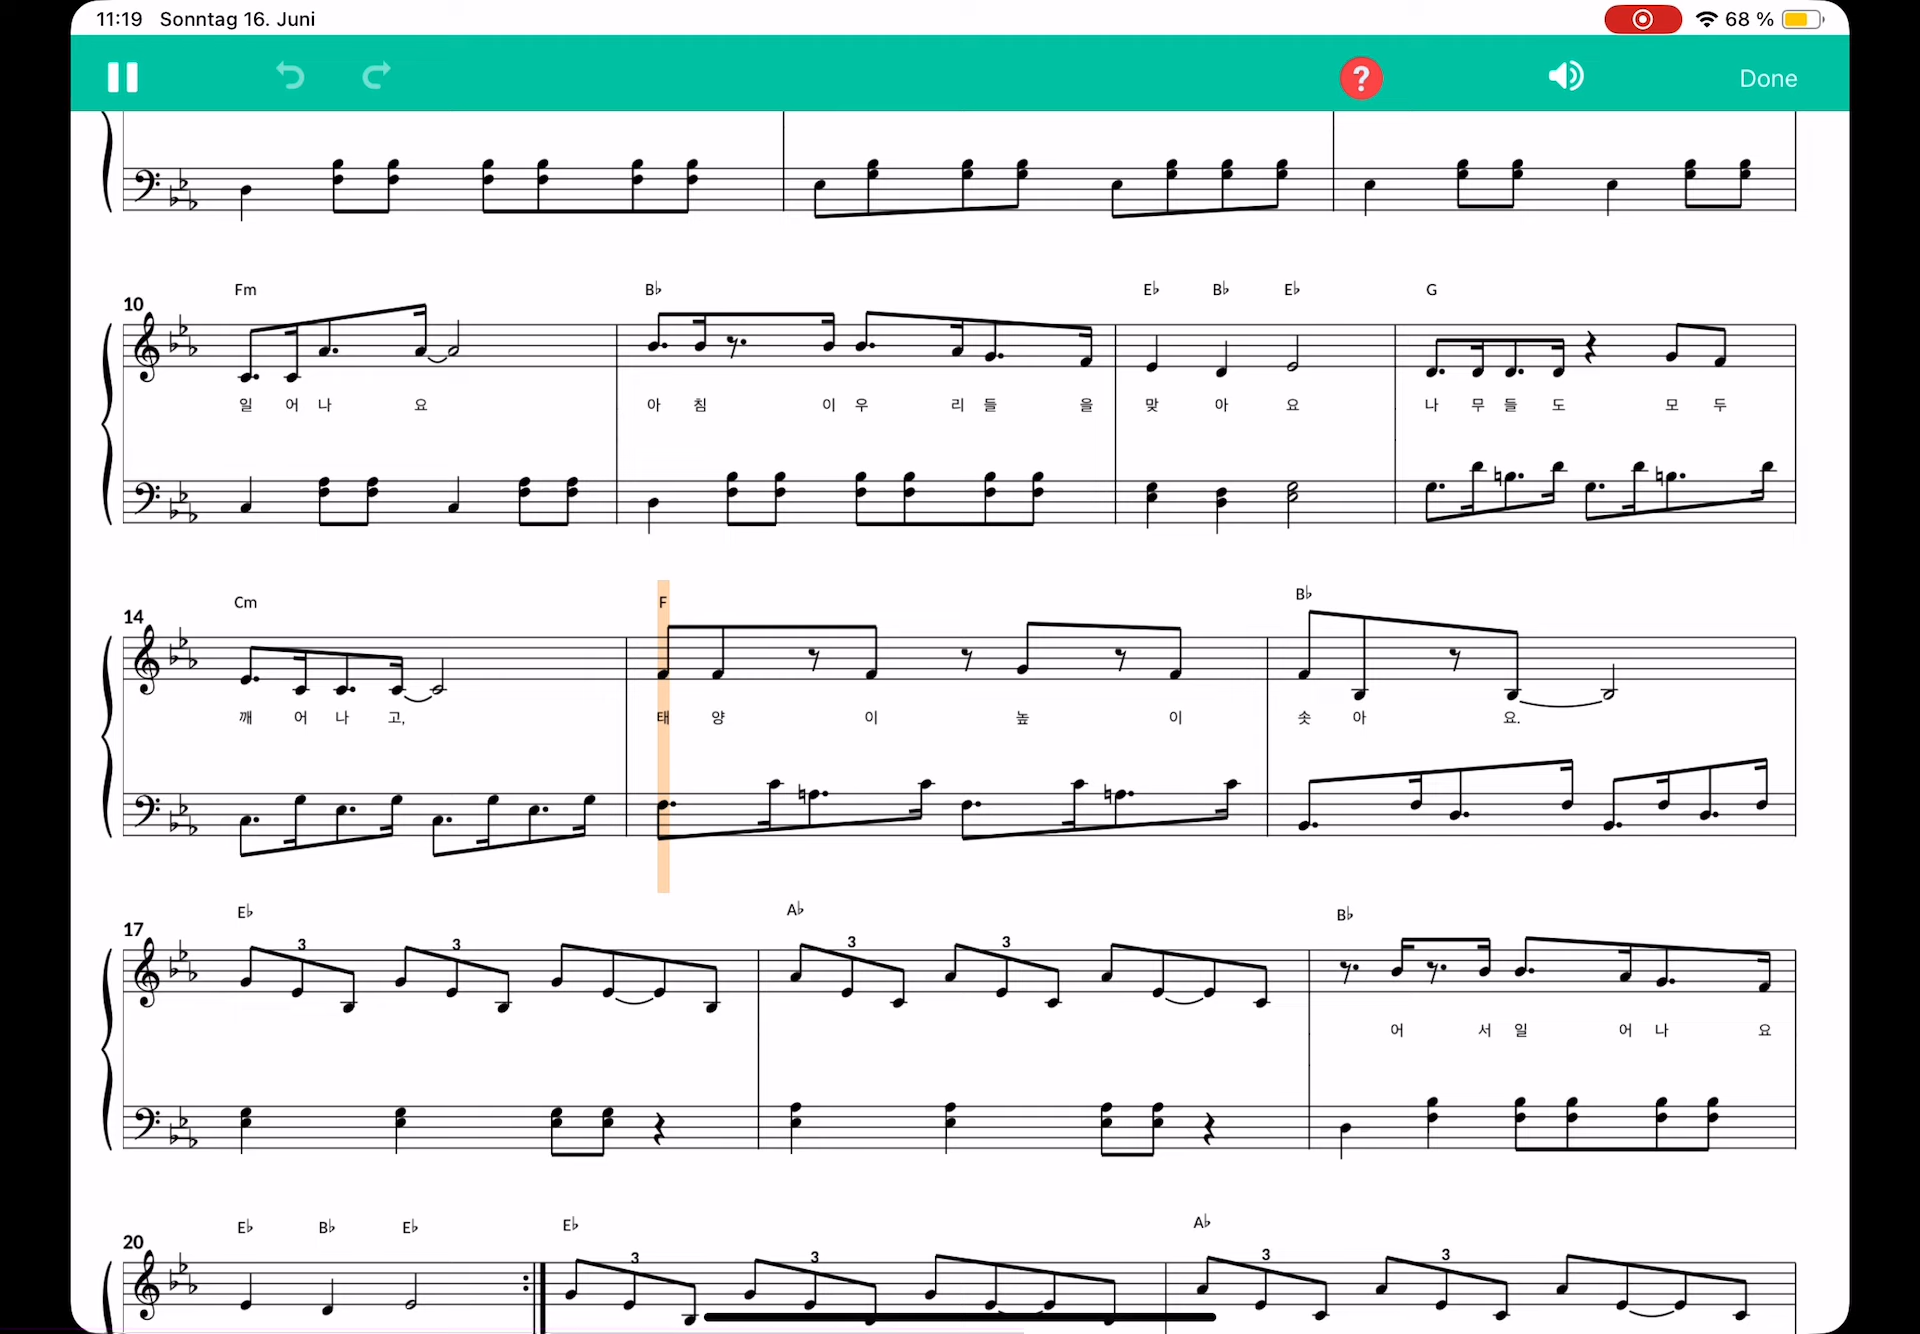 11:19 Sonntag 16. Juni 68 %
? Done
10 Fm B♭ E♭ B♭ E♭ G
일 어 나 요 아 침 이 우 리 들 을 맞 아 요 나 무 들 도 모 두
14 Cm F B♭
깨 어 나 고, 태 양 이 높 이 솟 아 요.
17 E♭ 3 3 A♭ 3 3 B♭
어 서 일 어 나 요
20 E♭ B♭ E♭ E♭ 3 3 A♭ 3 3